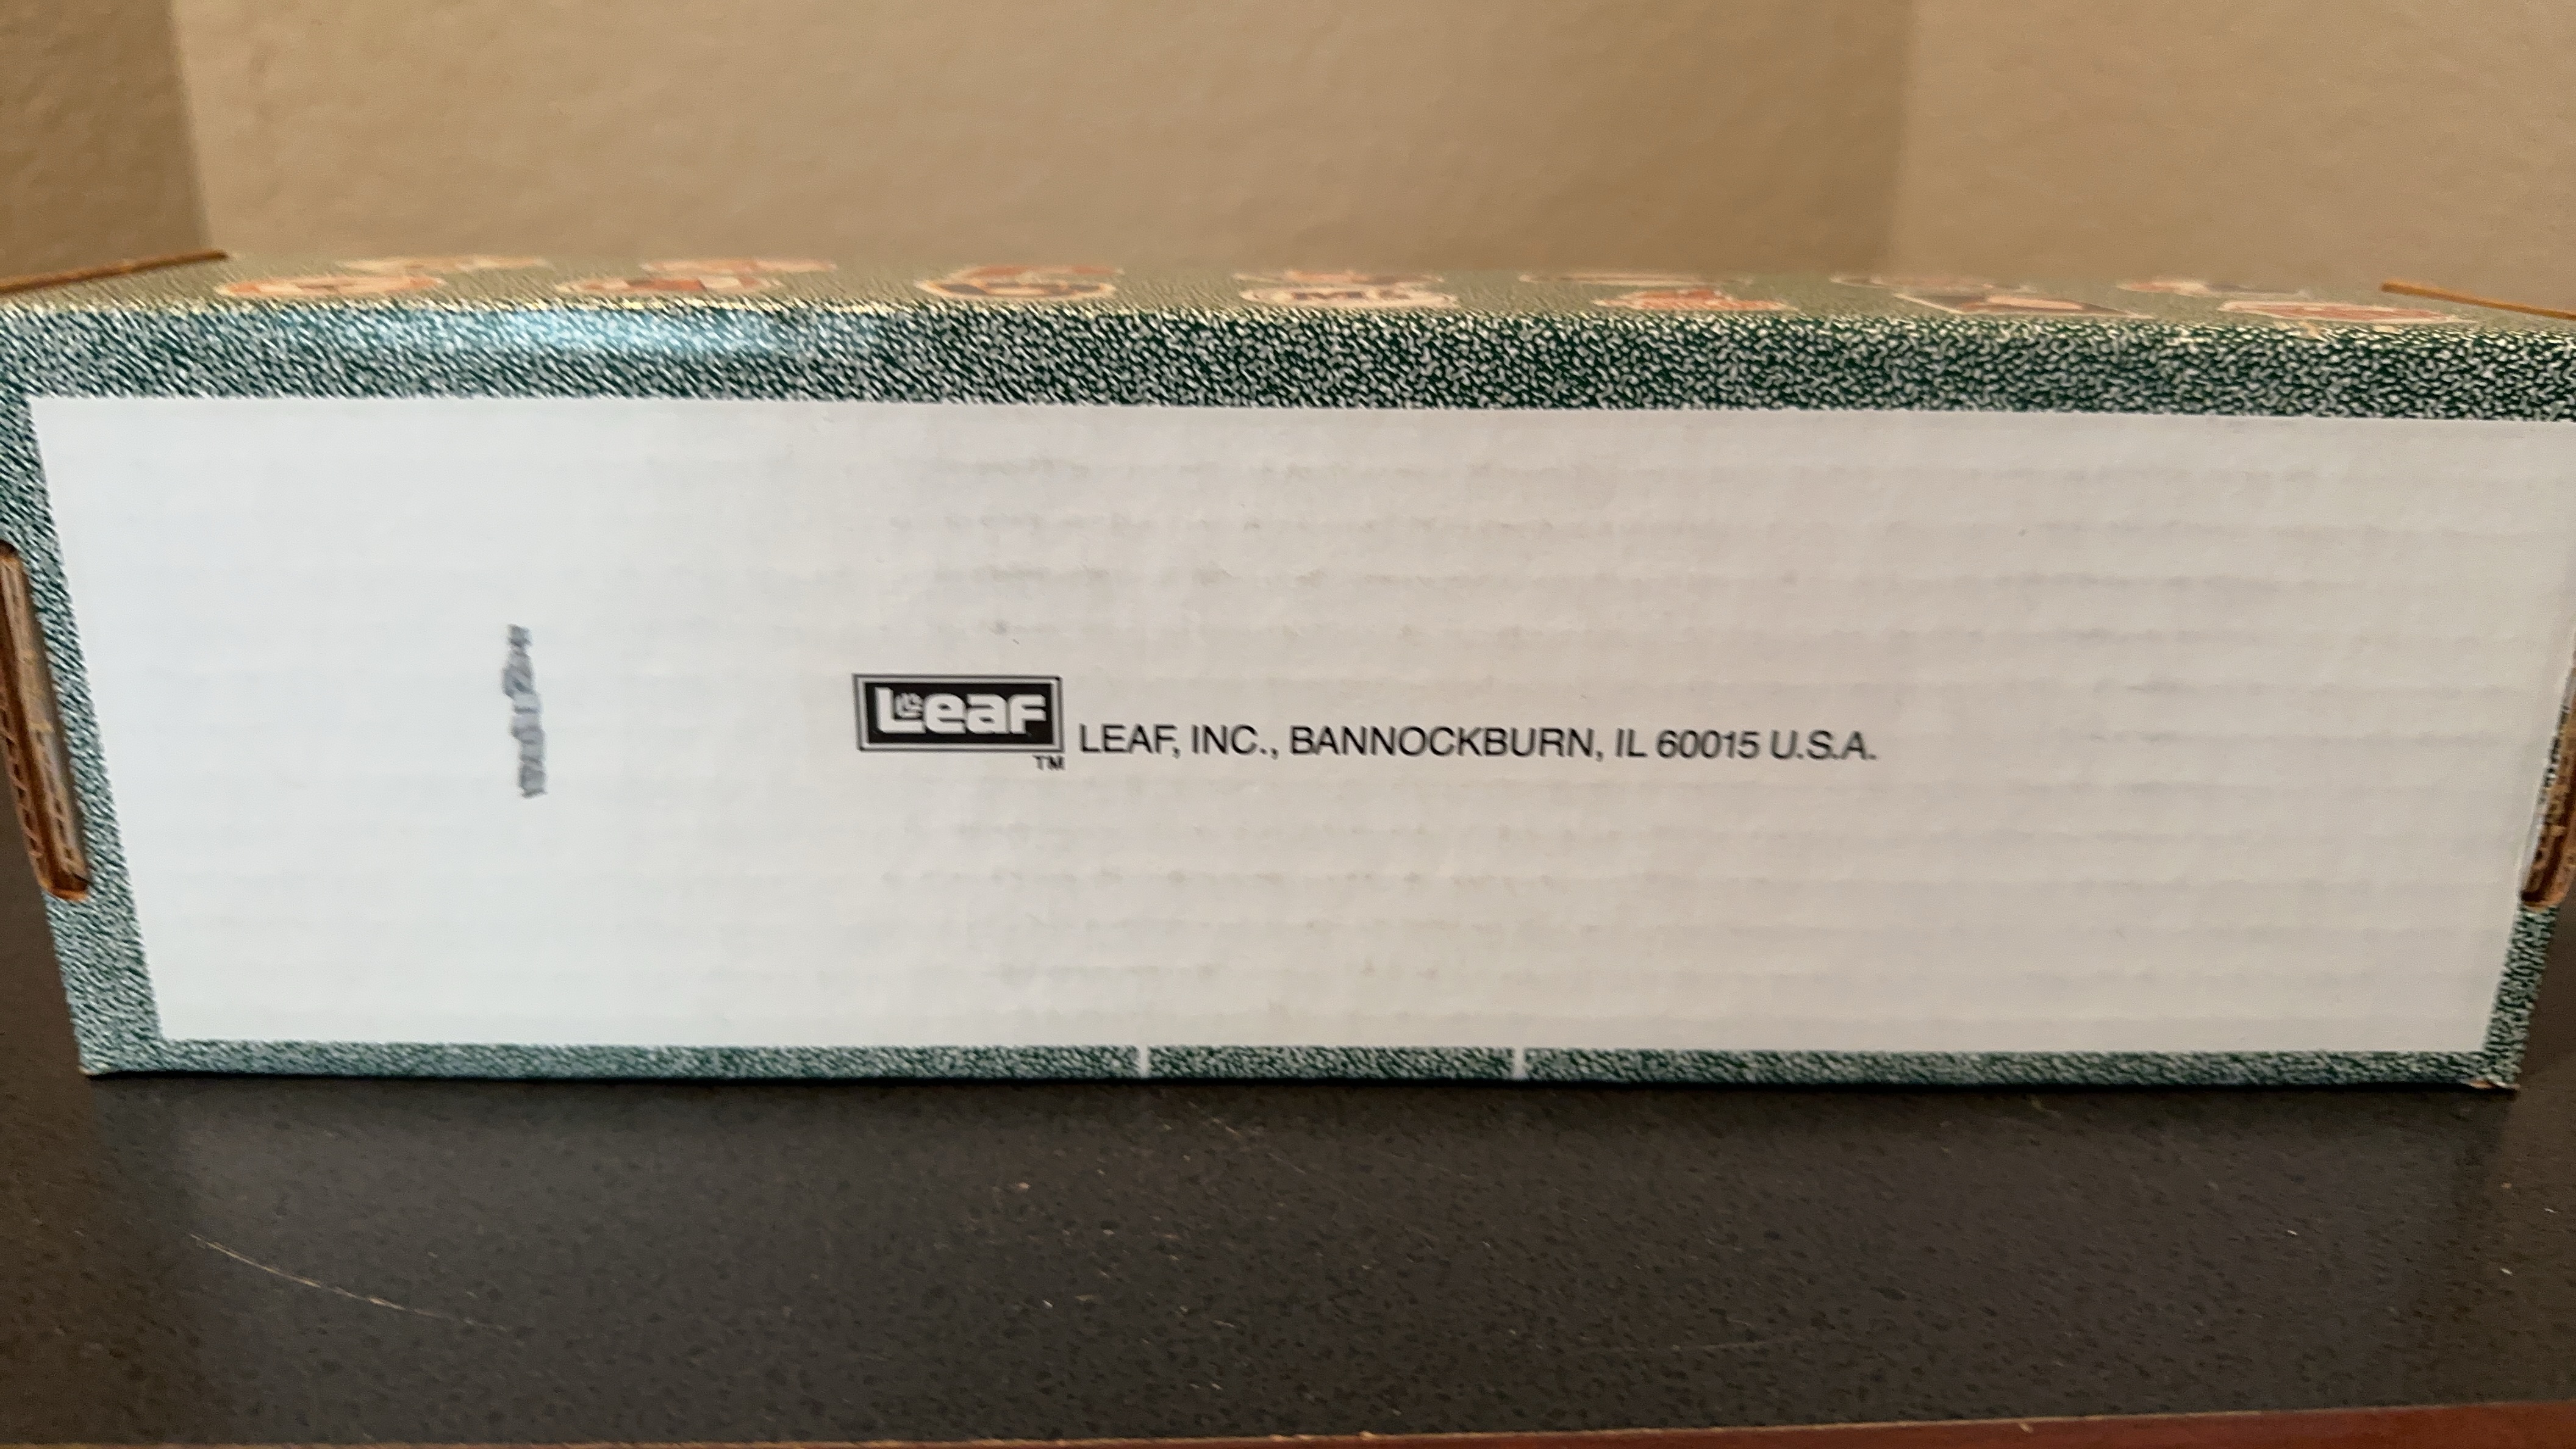 Leaf
TM
LEAF, INC., BANNOCKBURN, IL 60015 U.S.A.